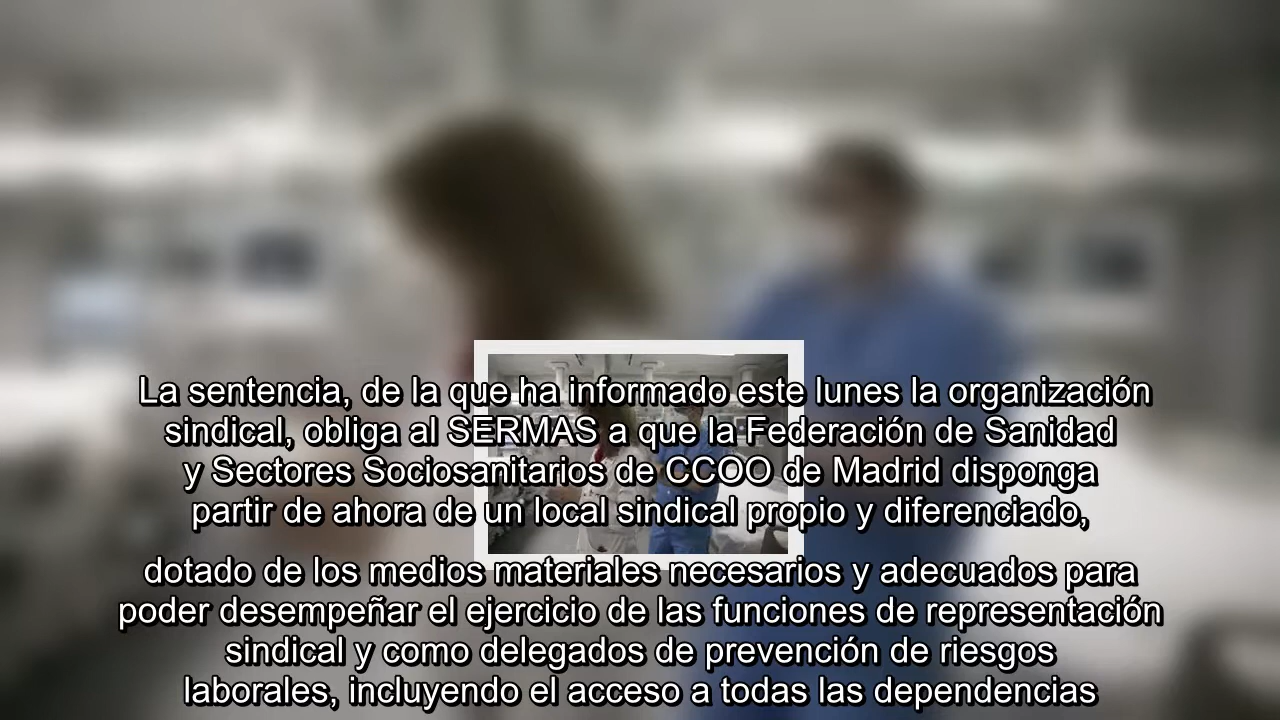 La sentencia, de la que ha informado este lunes la organización
sindical, obliga al SERMAS a que la Federación de Sanidad
y Sectores Sociosanitarios de CCOO de Madrid disponga
partir de ahora de un local sindical propio y diferenciado,
dotado de los medios materiales necesarios y adecuados para
poder desempeñar el ejercicio de las funciones de representación
sindical y como delegados de prevención de riesgos
laborales, incluyendo el acceso a todas las dependencias